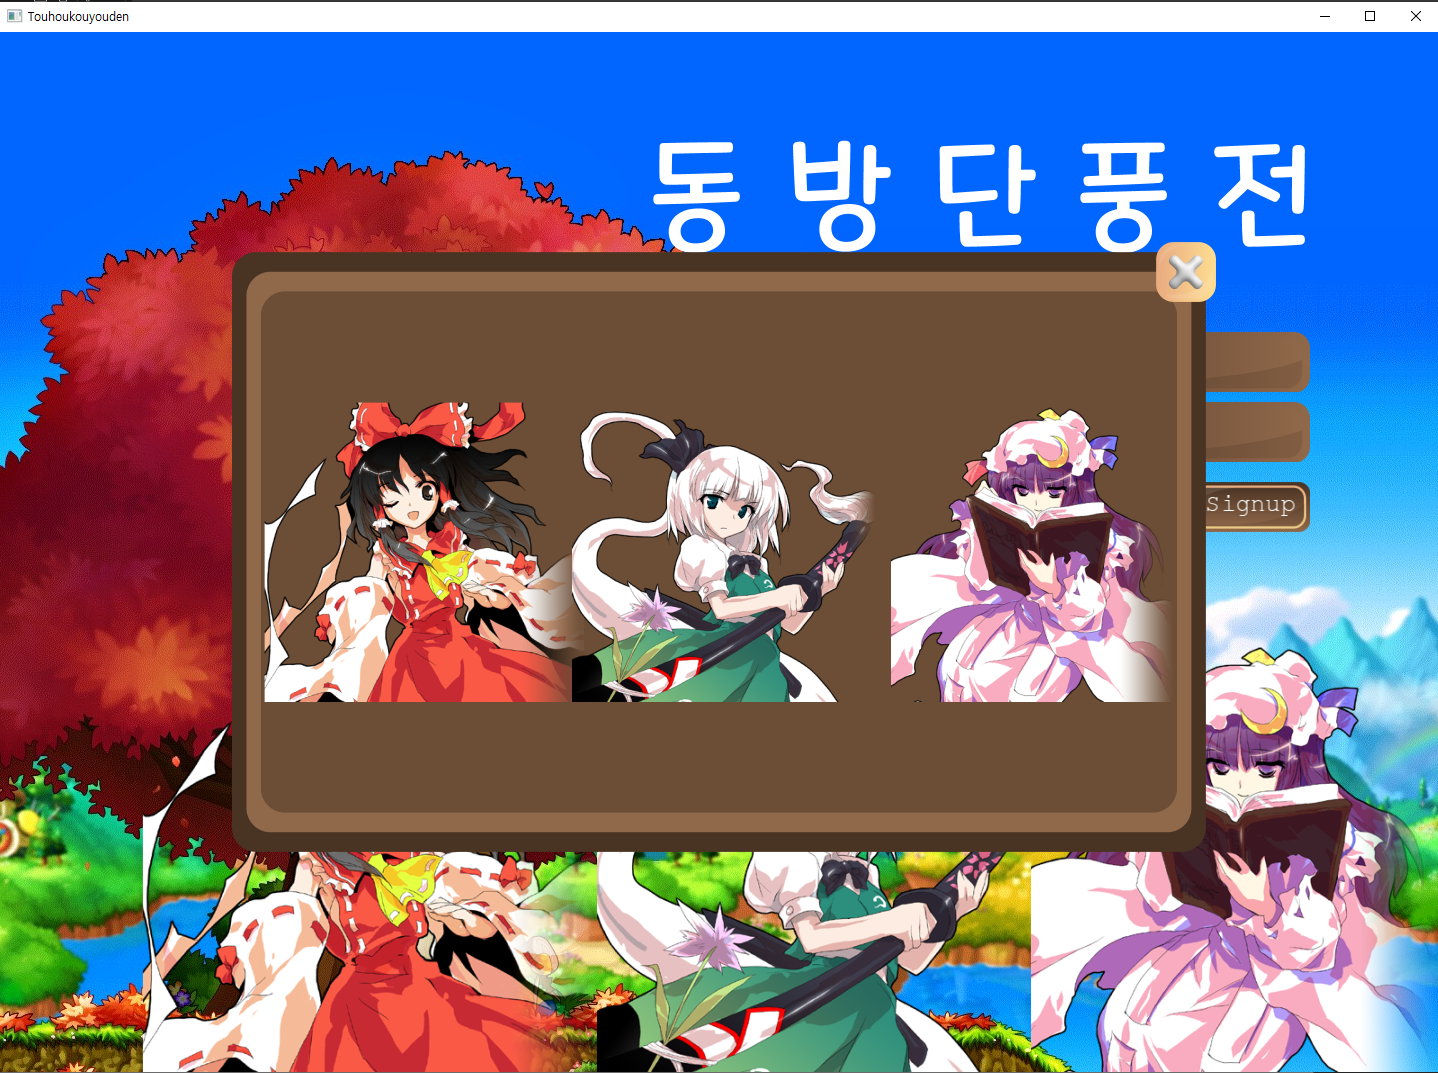 Touhoukouyouden
동 방 단 풍 전
Signup